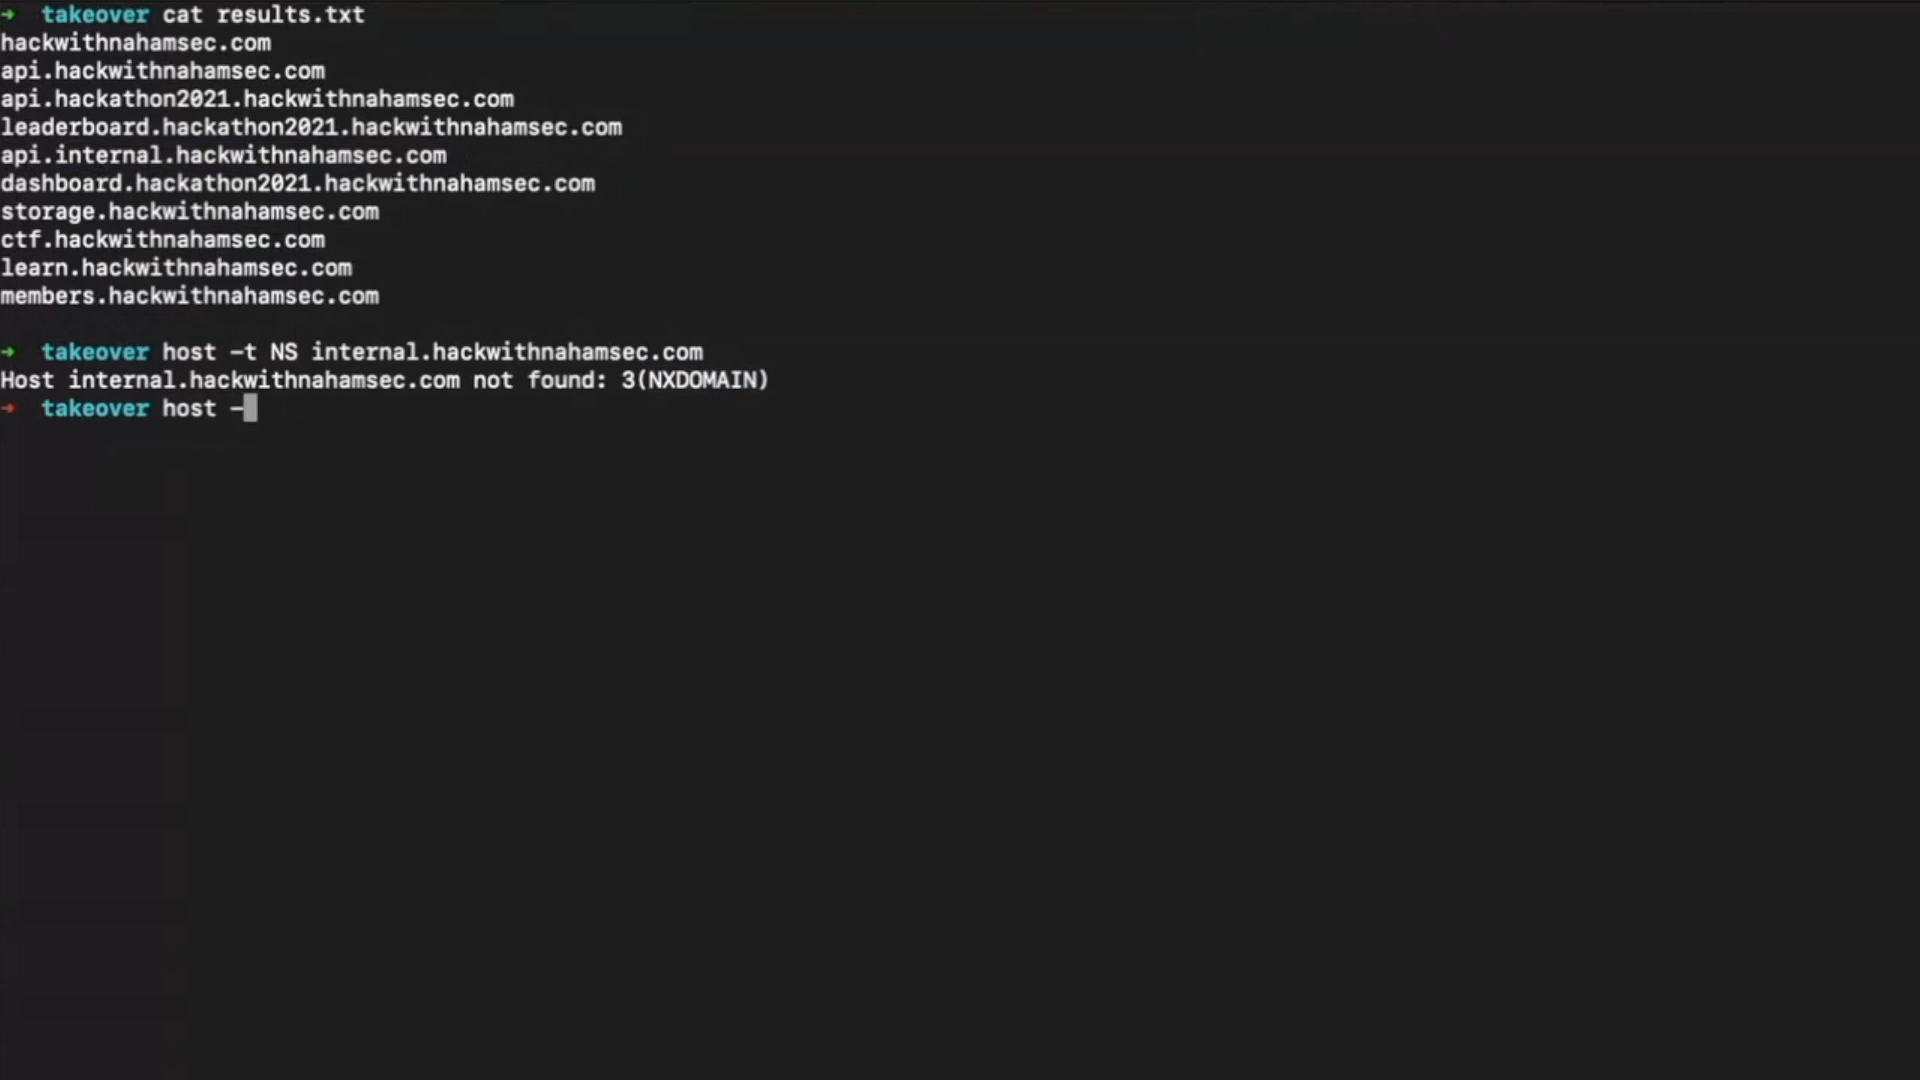 ➜ takeover cat results.txt
hackwithnahamsec.com
api.hackwithnahamsec.com
api.hackathon2021.hackwithnahamsec.com
leaderboard.hackathon2021.hackwithnahamsec.com
api.internal.hackwithnahamsec.com
dashboard.hackathon2021.hackwithnahamsec.com
storage.hackwithnahamsec.com
ctf.hackwithnahamsec.com
learn.hackwithnahamsec.com
members.hackwithnahamsec.com
➜ takeover host -t NS internal.hackwithnahamsec.com
Host internal.hackwithnahamsec.com not found: 3(NXDOMAIN)
➜ takeover host -